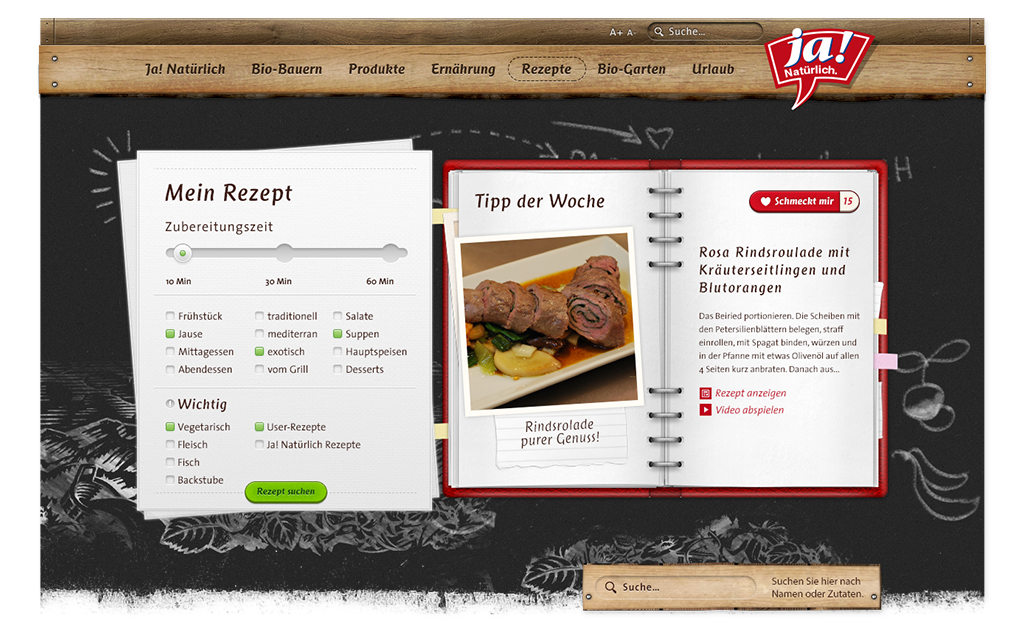 A+ A-
Suche...
Ja! Natürlich Bio-Bauern Produkte Ernährung Rezepte Bio-Garten Urlaub
ja!
Natürlich.
Mein Rezept
Zubereitungszeit
10 Min 30 Min 60 Min
Frühstück traditionell Salate
Jause mediterran Suppen
Mittagessen exotisch Hauptspeisen
Abendessen vom Grill Desserts
Wichtig
Vegetarisch User-Rezepte
Fleisch Ja! Natürlich Rezepte
Fisch
Backstube
Rezept suchen
Tipp der Woche
Rindsrolade
purer Genuss!
Schmeckt mir 15
Rosa Rindsroulade mit
Kräuterseitlingen und
Blutorangen
Das Beiried portionieren. Die Scheiben mit
den Petersilienblättern belegen, straff
einrollen, mit Spagat binden, würzen und
in der Pfanne mit etwas Olivenöl auf allen
4 Seiten kurz anbraten. Danach aus...
Rezept anzeigen
Video abspielen
Suche...
Suchen Sie hier nach
Namen oder Zutaten.